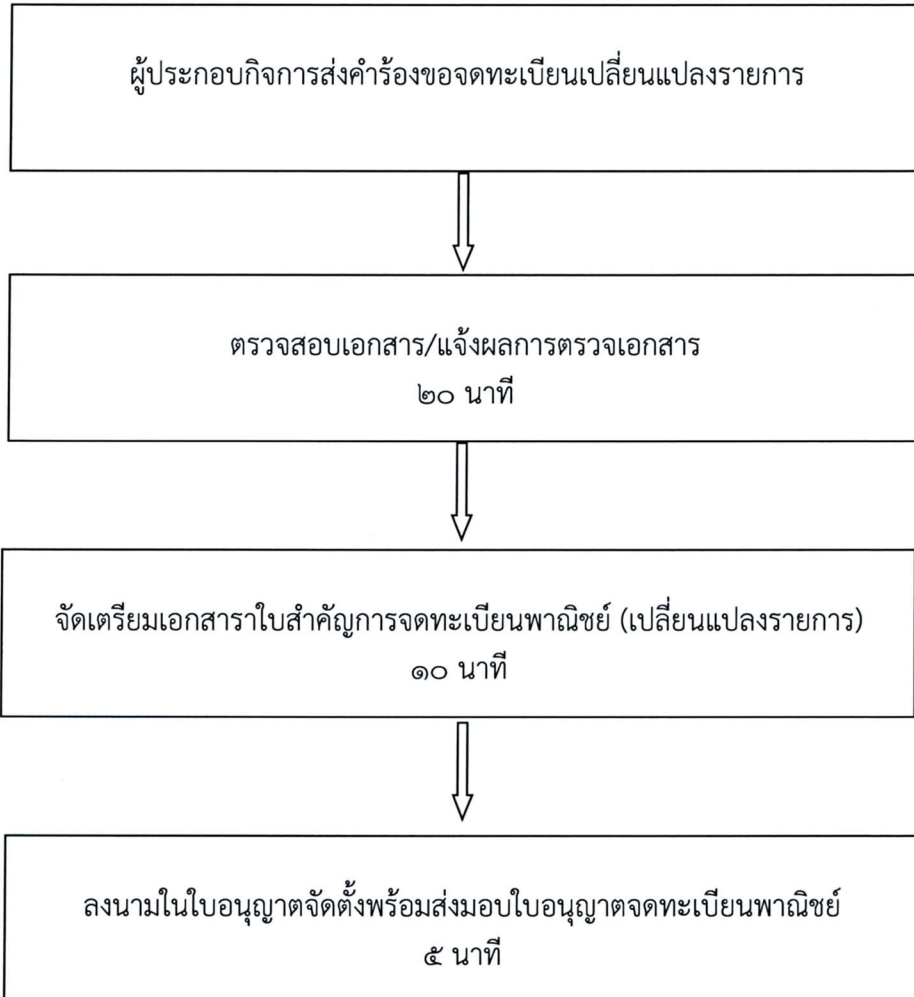 ผู้ประกอบกิจการส่งคำร้องขอจดทะเบียนเปลี่ยนแปลงรายการ
ตรวจสอบเอกสาร/แจ้งผลการตรวจเอกสาร
๒๐ นาที
จัดเตรียมเอกสาราใบสำคัญการจดทะเบียนพาณิชย์ (เปลี่ยนแปลงรายการ)
๑๐ นาที
ลงนามในใบอนุญาตจัดตั้งพร้อมส่งมอบใบอนุญาตจดทะเบียนพาณิชย์
๕ นาที